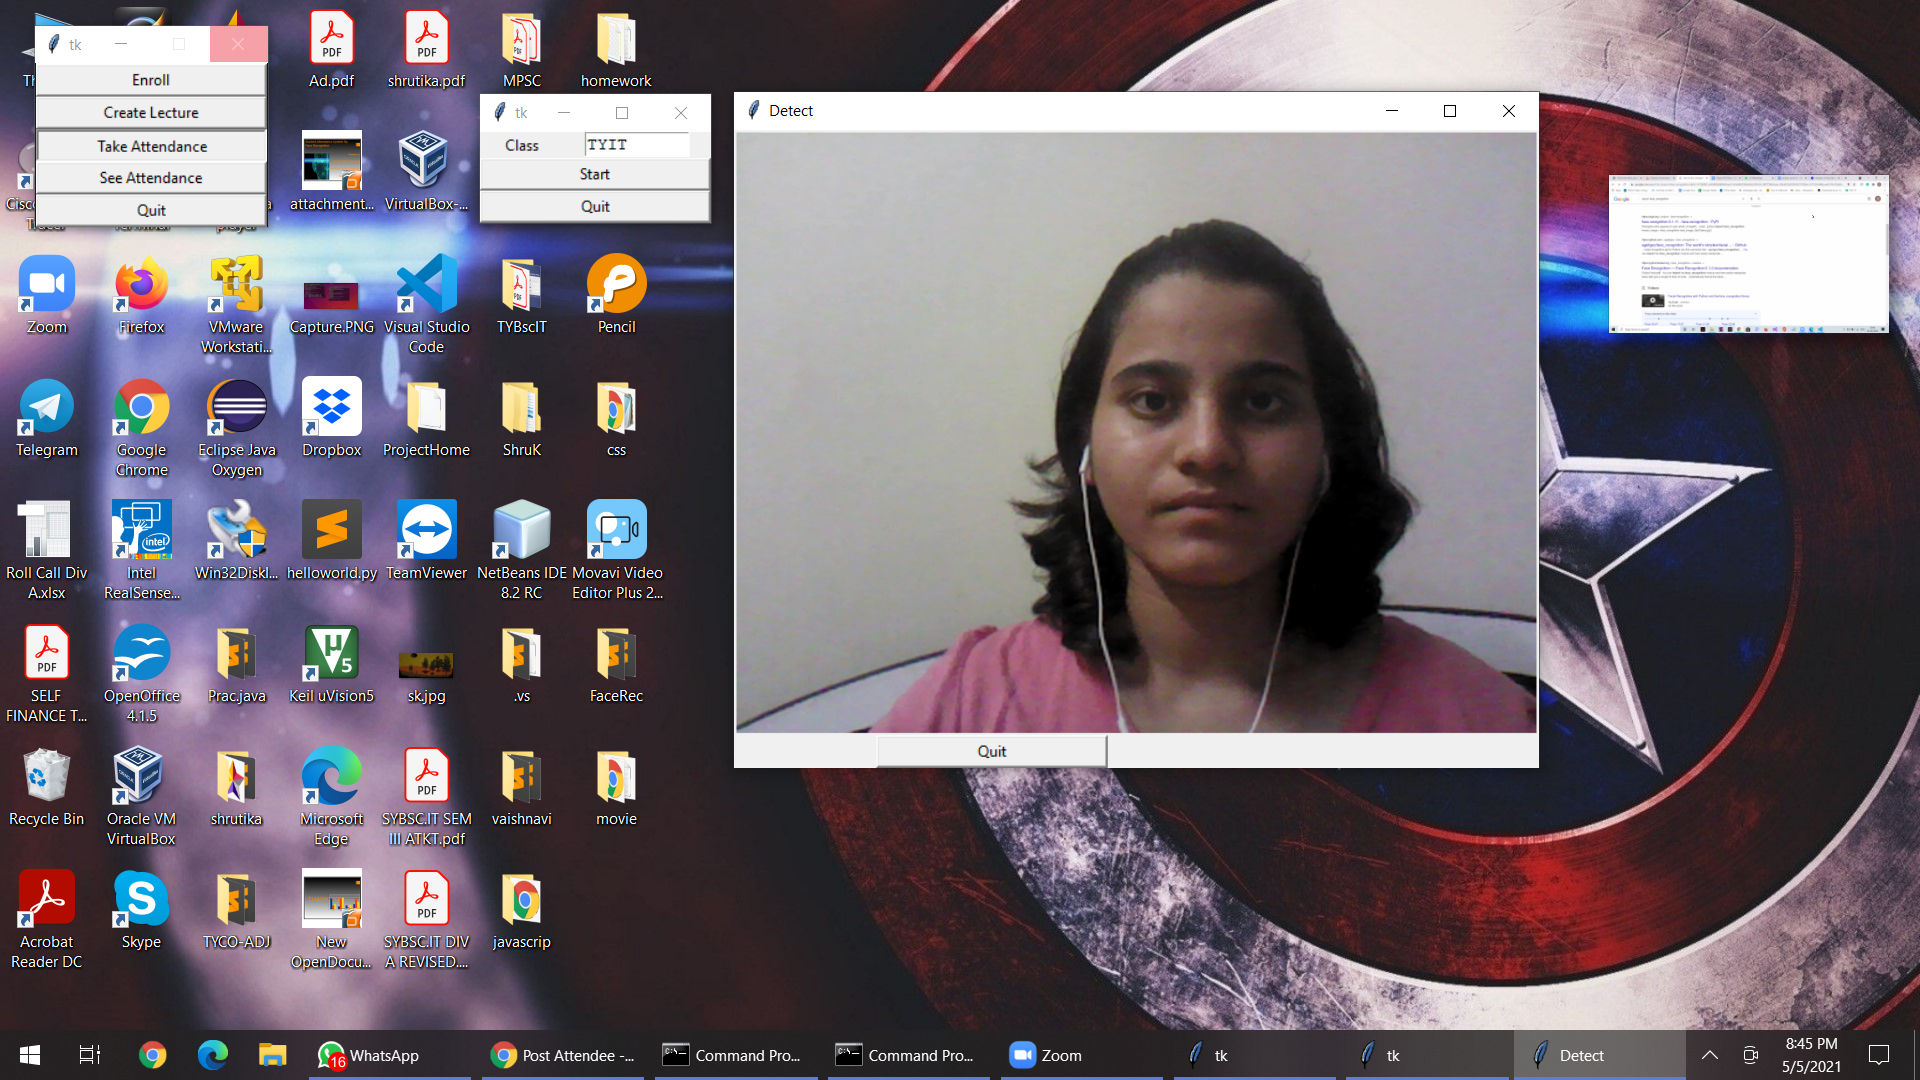 tk
Enroll
Create Lecture
Take Attendance
See Attendance
Quit
tk
Class TYIT
Start
Quit
Detect
Quit
Ad.pdf
shrutika.pdf
MPSC
homework
attachment...
VirtualBox-...
Zoom
Firefox
VMware
Workstati...
Capture.PNG
Visual Studio
Code
TYBscIT
Pencil
Telegram
Google
Chrome
Eclipse Java
Oxygen
Dropbox
ProjectHome
ShruK
css
Roll Call Div
A.xlsx
Intel
RealSense...
Win32DiskI...
helloworld.py
TeamViewer
NetBeans IDE
8.2 RC
Movavi Video
Editor Plus 2...
SELF
FINANCE T...
OpenOffice
4.1.5
Prac.java
Keil uVision5
sk.jpg
.vs
FaceRec
Recycle Bin
Oracle VM
VirtualBox
shrutika
Microsoft
Edge
SYBSC.IT SEM
III ATKT.pdf
vaishnavi
movie
Acrobat
Reader DC
Skype
TYCO-ADJ
New
OpenDocu...
SYBSC.IT DIV
A REVISED....
javascrip
16
WhatsApp
Post Attendee -...
Command Pro...
Command Pro...
Zoom
tk
tk
Detect
8:45 PM
5/5/2021